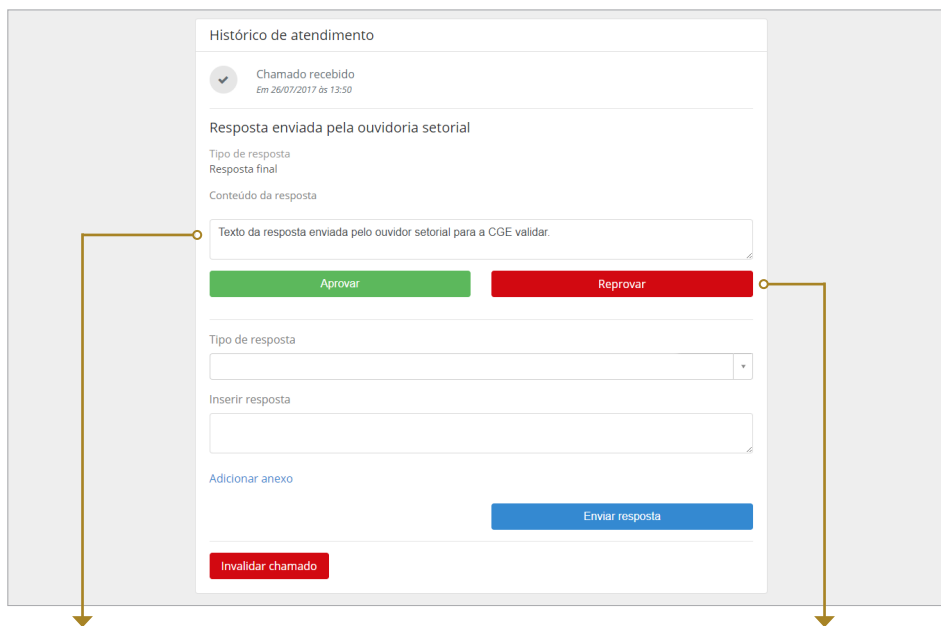 Histórico de atendimento
Chamado recebido
Em 26/07/2017 às 13:50
Resposta enviada pela ouvidoria setorial
Tipo de resposta
Resposta final
Conteúdo da resposta
Texto da resposta enviada pelo ouvidor setorial para a CGE validar.
Aprovar
Reprovar
Tipo de resposta
Inserir resposta
Adicionar anexo
Enviar resposta
Invalidar chamado